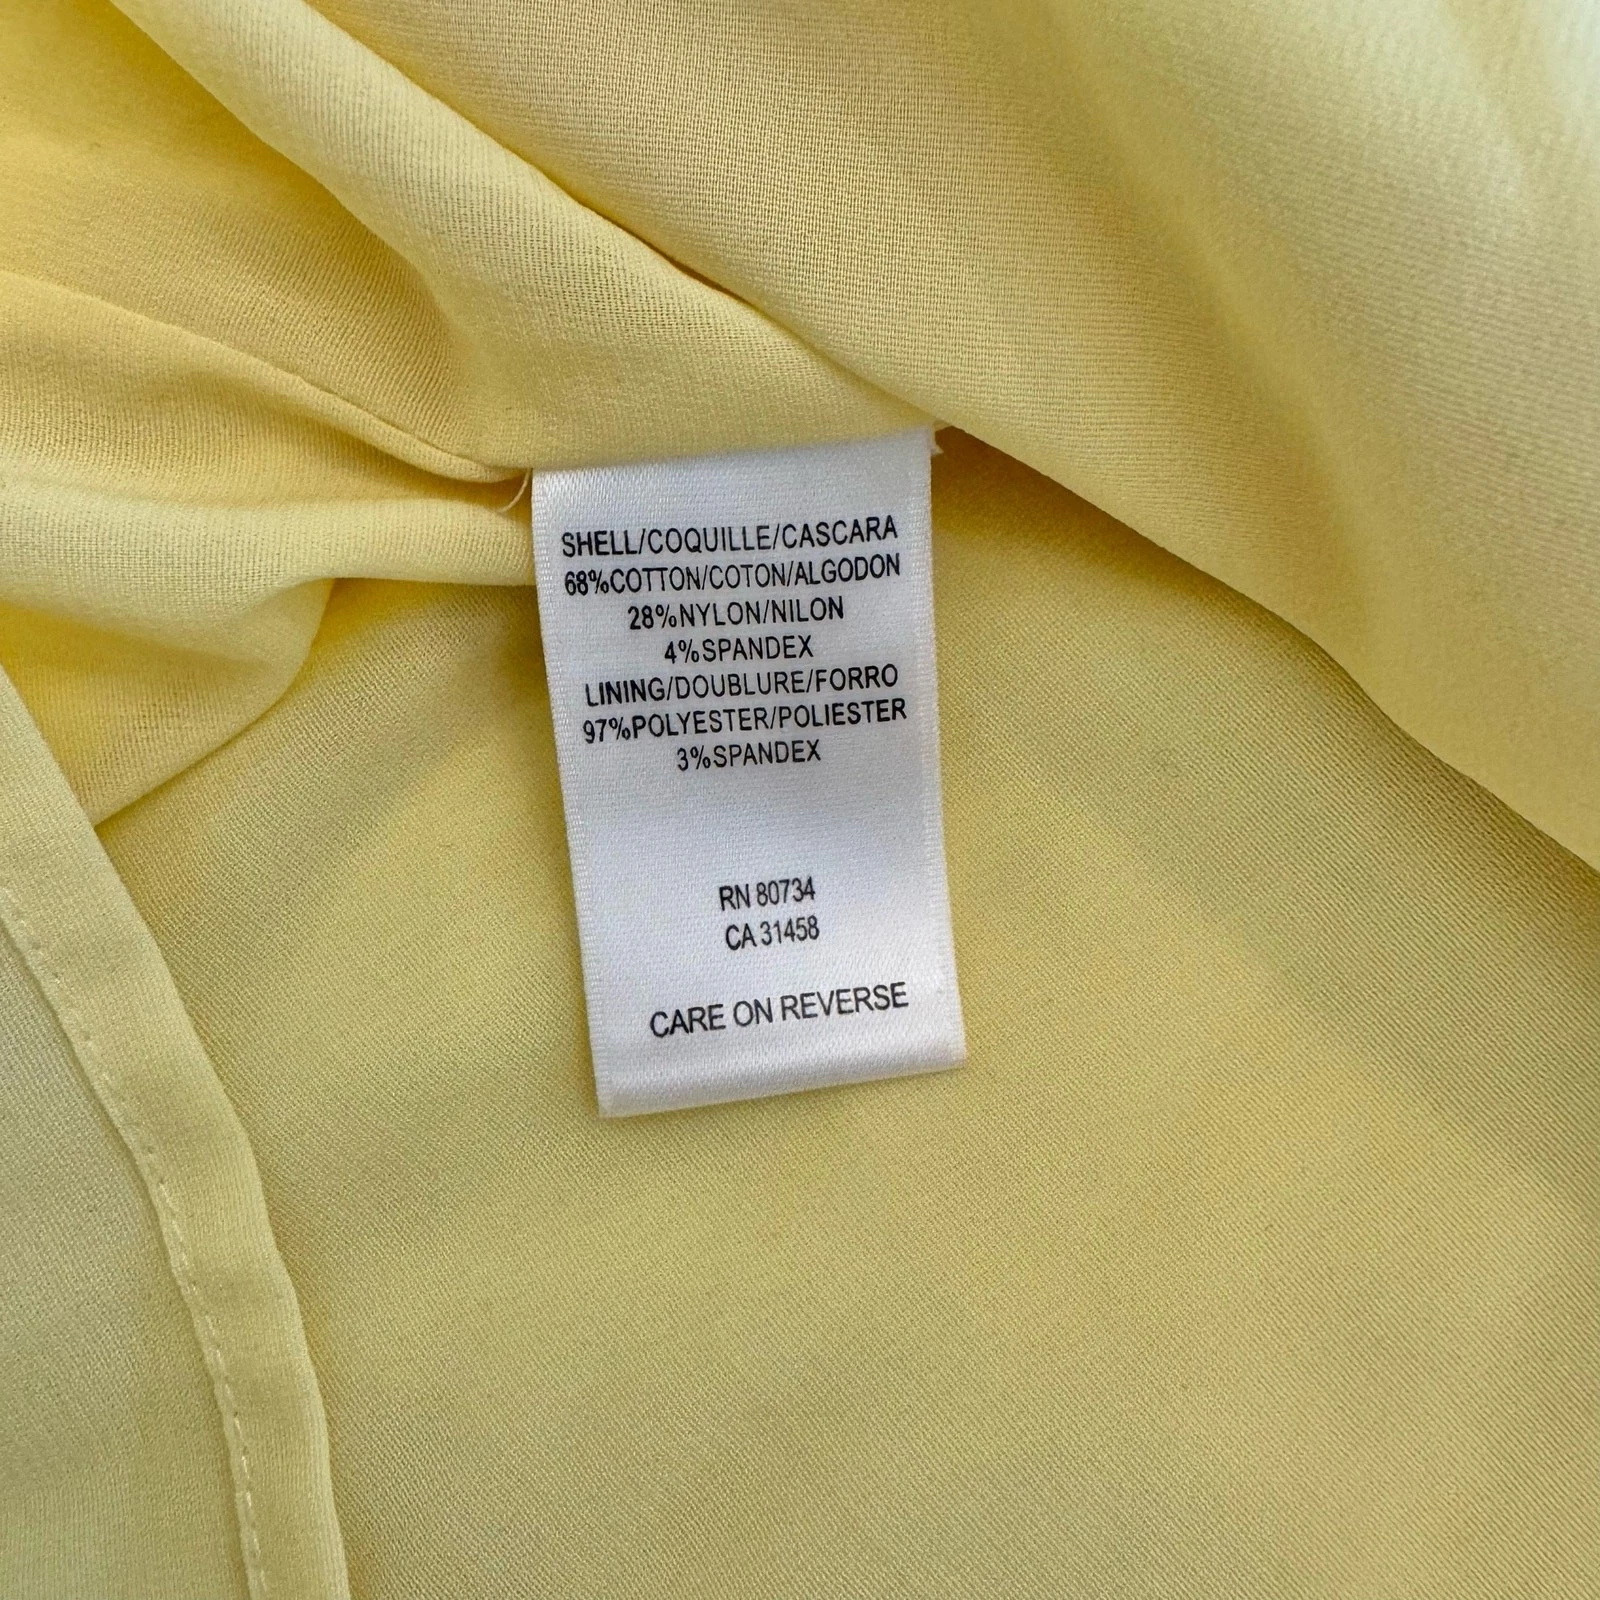 SHELL/COQUILLE/CASCARA
68%COTTON/COTON/ALGODON
28%NYLON/NILON
4%SPANDEX
LINING/DOUBLURE/FORRO
97%POLYESTER/POLIESTER
3%SPANDEX
RN 80734
CA 31458
CARE ON REVERSE